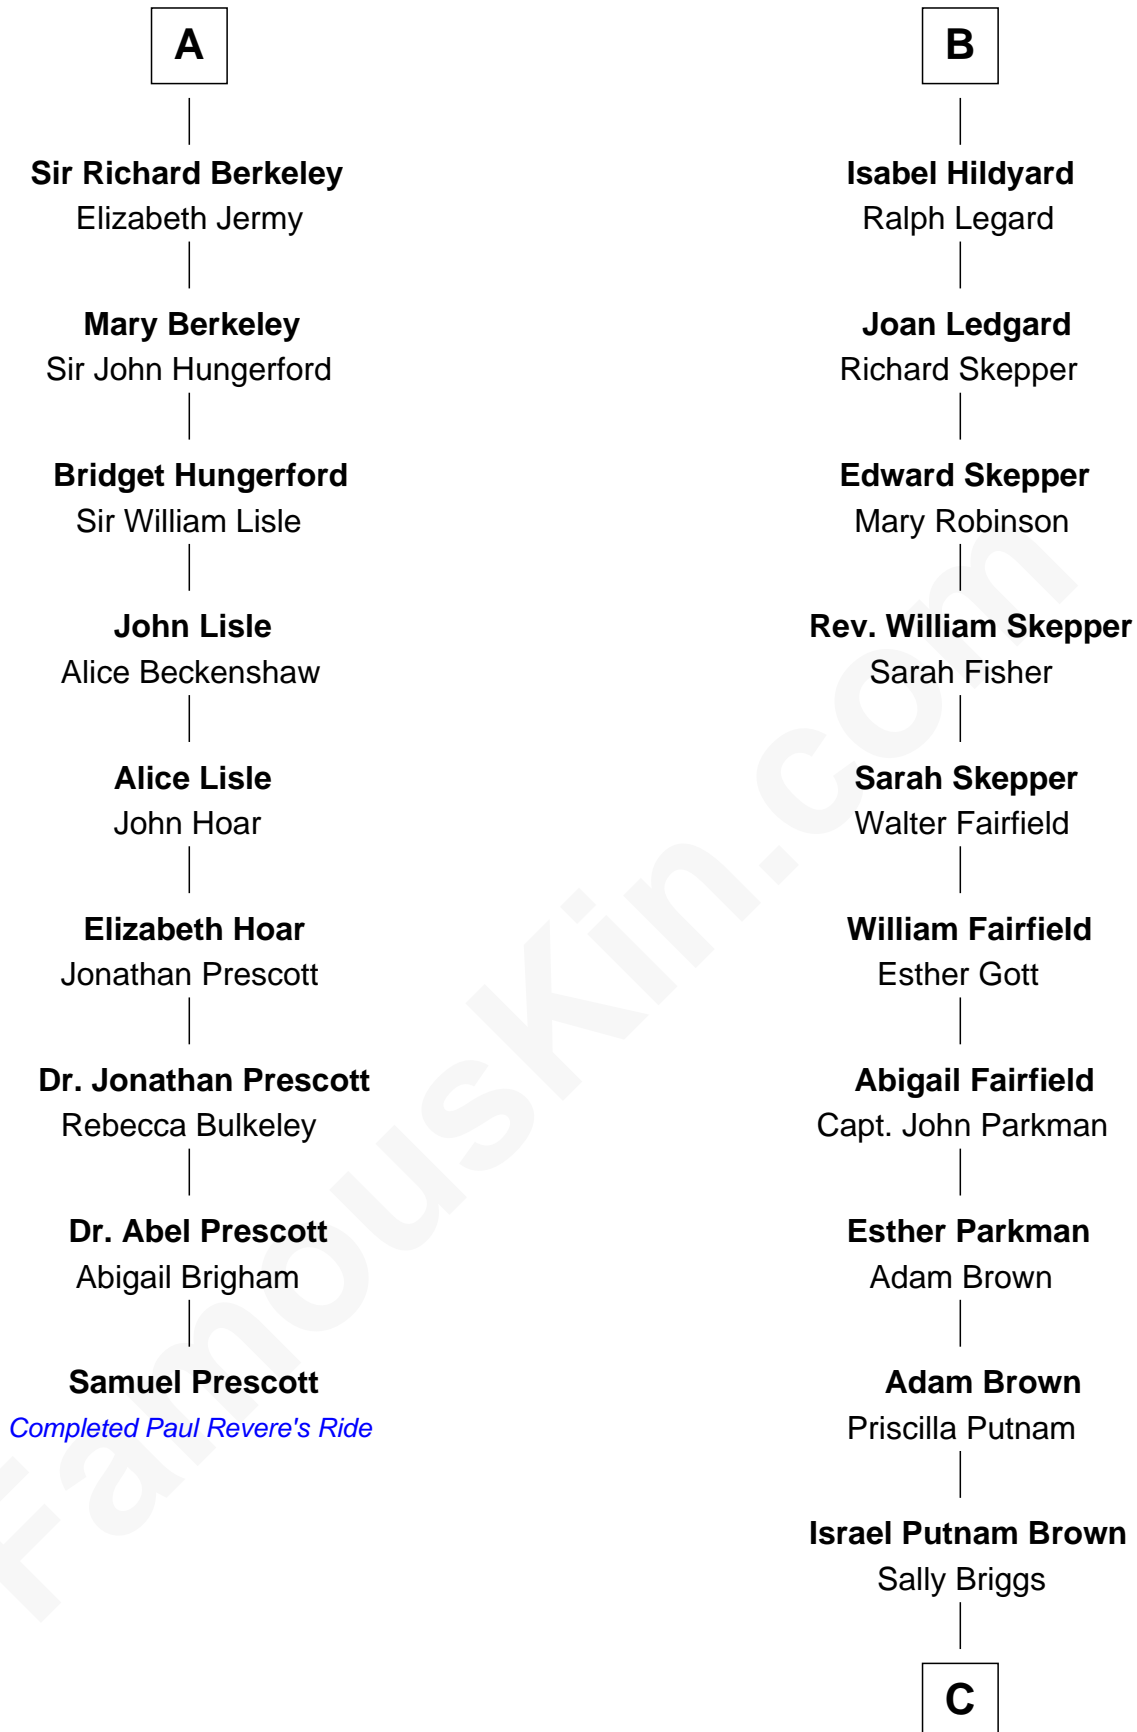 A
Sir Richard Berkeley
Elizabeth Jermy
Mary Berkeley
Sir John Hungerford
Bridget Hungerford
Sir William Lisle
John Lisle
Alice Beckenshaw
Alice Lisle
John Hoar
Elizabeth Hoar
Jonathan Prescott
Dr. Jonathan Prescott
Rebecca Bulkeley
Dr. Abel Prescott
Abigail Brigham
Samuel Prescott
Completed Paul Revere's Ride
B
Isabel Hildyard
Ralph Legard
Joan Ledgard
Richard Skepper
Edward Skepper
Mary Robinson
Rev. William Skepper
Sarah Fisher
Sarah Skepper
Walter Fairfield
William Fairfield
Esther Gott
Abigail Fairfield
Capt. John Parkman
Esther Parkman
Adam Brown
Adam Brown
Priscilla Putnam
Israel Putnam Brown
Sally Briggs
C
FamousKin.com